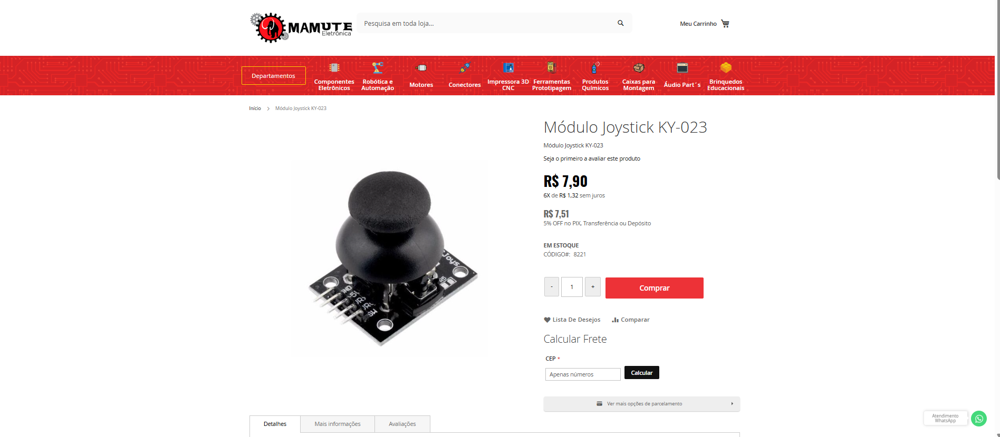 MAMUTE
Eletrônica
Pesquisa em toda loja...
Meu Carrinho
Departamentos
Componentes
Eletrônicos
Robótica e
Automação
Motores
Conectores
Impressora 3D
CNC
Ferramentas
Prototipagem
Produtos
Químicos
Caixas para
Montagem
Áudio Part´s
Brinquedos
Educacionais
Início
Módulo Joystick KY-023
Módulo Joystick KY-023
Módulo Joystick KY-023
Seja o primeiro a avaliar este produto
R$ 7,90
6X de R$ 1,32 sem juros
R$ 7,51
5% OFF no PIX, Transferência ou Depósito
EM ESTOQUE
CÓDIGO#: 8221
- 1 +
Comprar
Lista De Desejos
Comparar
Calcular Frete
CEP *
Apenas números
Calcular
Ver mais opções de parcelamento
Detalhes
Mais informações
Avaliações
Atendimento
WhatsApp
Joys
SW